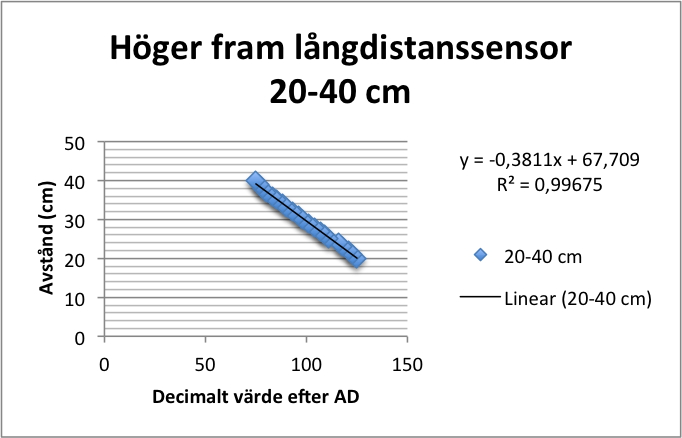 Höger fram långdistanssensor
20-40 cm
Avstånd (cm)
50
40
30
20
10
0
0 50 100 150
Decimalt värde efter AD
y = -0,3811x + 67,709
R² = 0,99675
20-40 cm
Linear (20-40 cm)